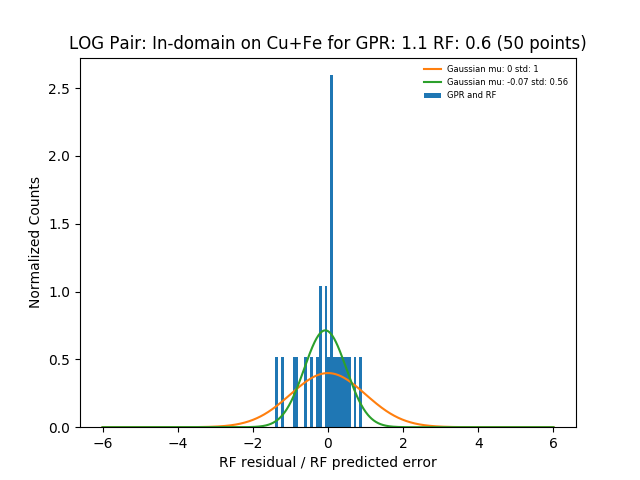 LOG Pair: In-domain on Cu+Fe for GPR: 1.1 RF: 0.6 (50 points)
Gaussian mu: 0 std: 1
Gaussian mu: -0.07 std: 0.56
GPR and RF
Normalized Counts
2.5
2.0
1.5
1.0
0.5
0.0
−6 −4 −2 0 2 4 6
RF residual / RF predicted error